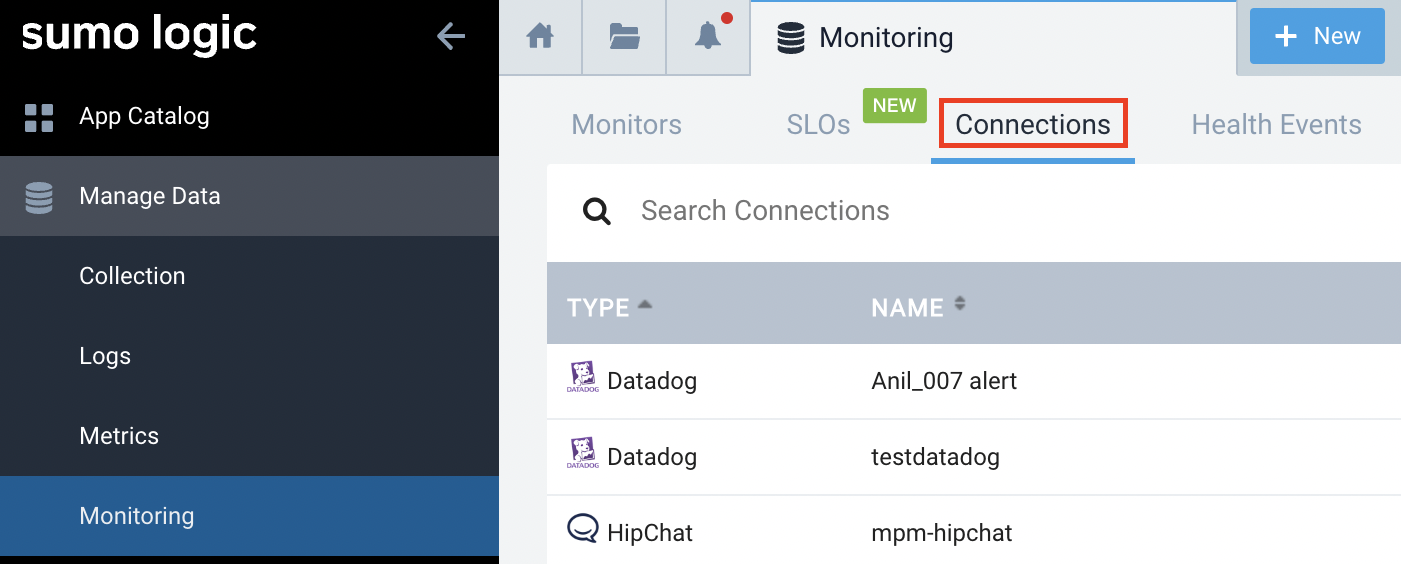 sumo logic
App Catalog
Manage Data
Collection
Logs
Metrics
Monitoring
Monitoring
+ New
Monitors
SLOs
NEW
Connections
Health Events
Search Connections
TYPE NAME
DATADOG Datadog Anil_007 alert
DATADOG Datadog testdatadog
HipChat mpm-hipchat